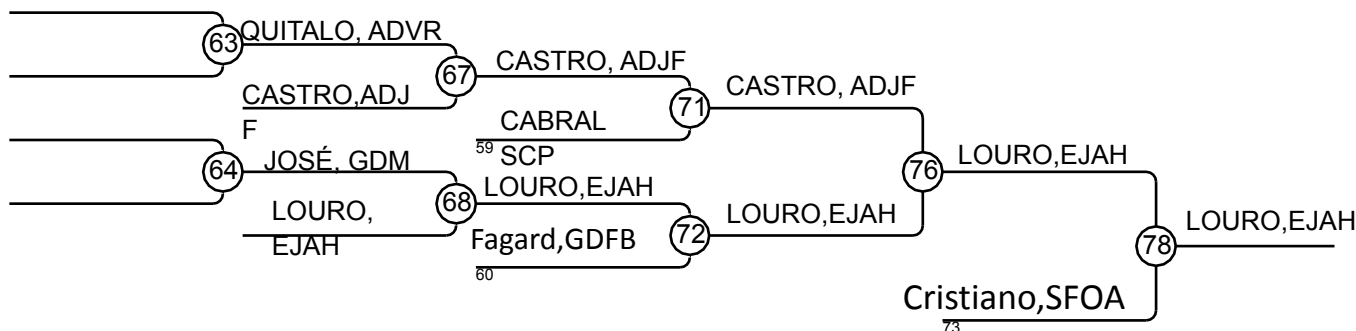 63
QUITALO, ADVR
67
CASTRO, ADJF
CASTRO,ADJ
F
71
CASTRO, ADJF
CABRAL
59
SCP
64
JOSÉ, GDM
68
LOURO,EJAH
LOURO,
EJAH
72
LOURO,EJAH
Fagard,GDFB
60
76
LOURO,EJAH
78
LOURO,EJAH
Cristiano,SFOA
73